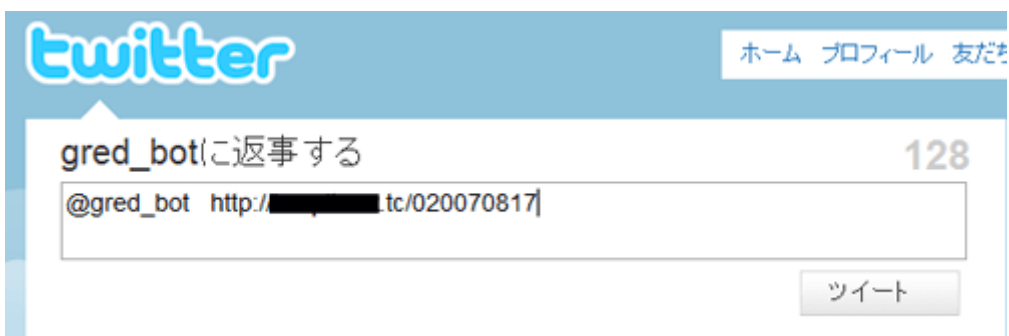 twitter
ホーム プロフィール 友だち
gred_botに返事する
128
@gred_bot http:// .tc/020070817
ツイート